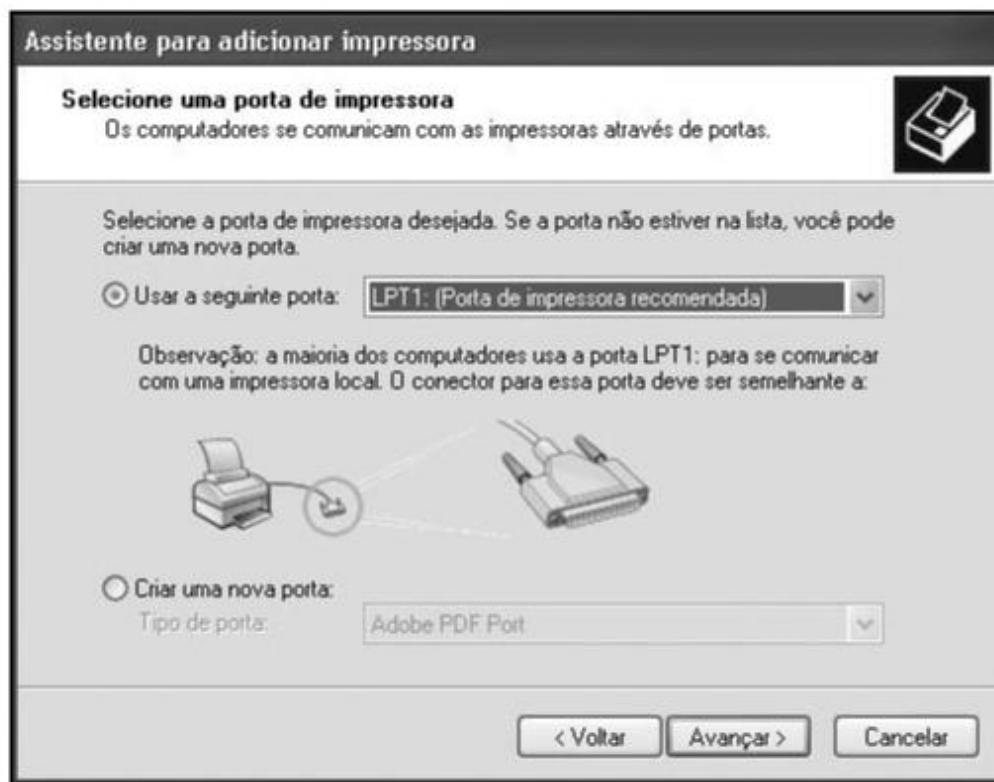 Assistente para adicionar impressora
Selecione uma porta de impressora
Os computadores se comunicam com as impressoras através de portas.
Selecione a porta de impressora desejada. Se a porta não estiver na lista, você pode
criar uma nova porta.
Usar a seguinte porta: LPT1: (Porta de impressora recomendada)
Observação: a maioria dos computadores usa a porta LPT1: para se comunicar
com uma impressora local. O conector para essa porta deve ser semelhante a:
Criar uma nova porta:
Tipo de porta: Adobe PDF Port
< Voltar Avançar > Cancelar